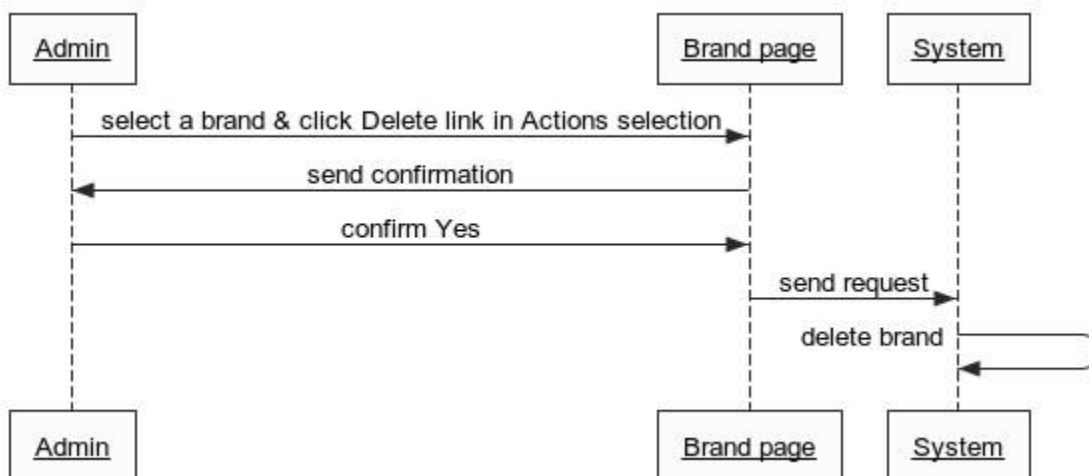 Admin
Brand page
System
select a brand & click Delete link in Actions selection
send confirmation
confirm Yes
send request
delete brand
Admin
Brand page
System